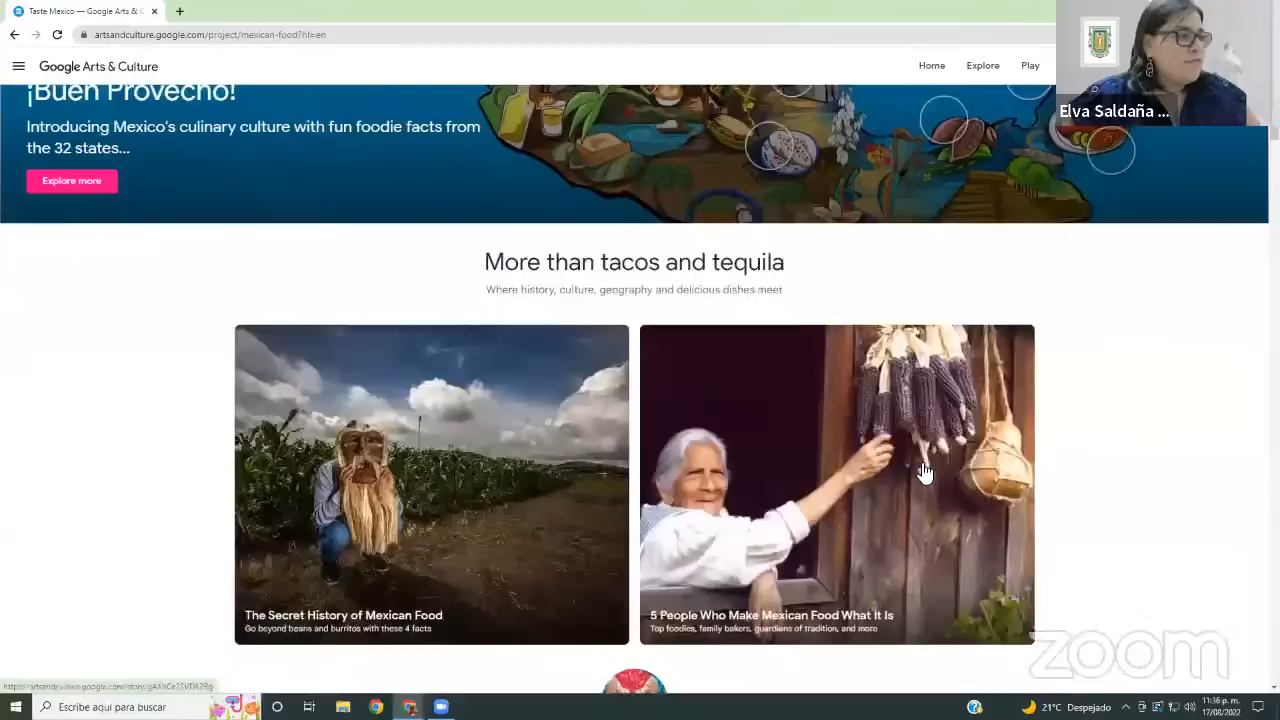 Taste Mexico — Google Arts & C
artsandculture.google.com/project/mexican-food?hl=en
Google Arts & Culture
Home Explore Play
Elva Saldaña ...
¡Buen Provecho!
Introducing Mexico's culinary culture with fun foodie facts from
the 32 states...
Explore more
More than tacos and tequila
Where history, culture, geography and delicious dishes meet
The Secret History of Mexican Food
Go beyond beans and burritos with these 4 facts
5 People Who Make Mexican Food What It Is
Top foodies, family bakers, guardians of tradition, and more
zoom
Escribe aquí para buscar
21°C Despejado
11:36 p. m.
17/08/2022